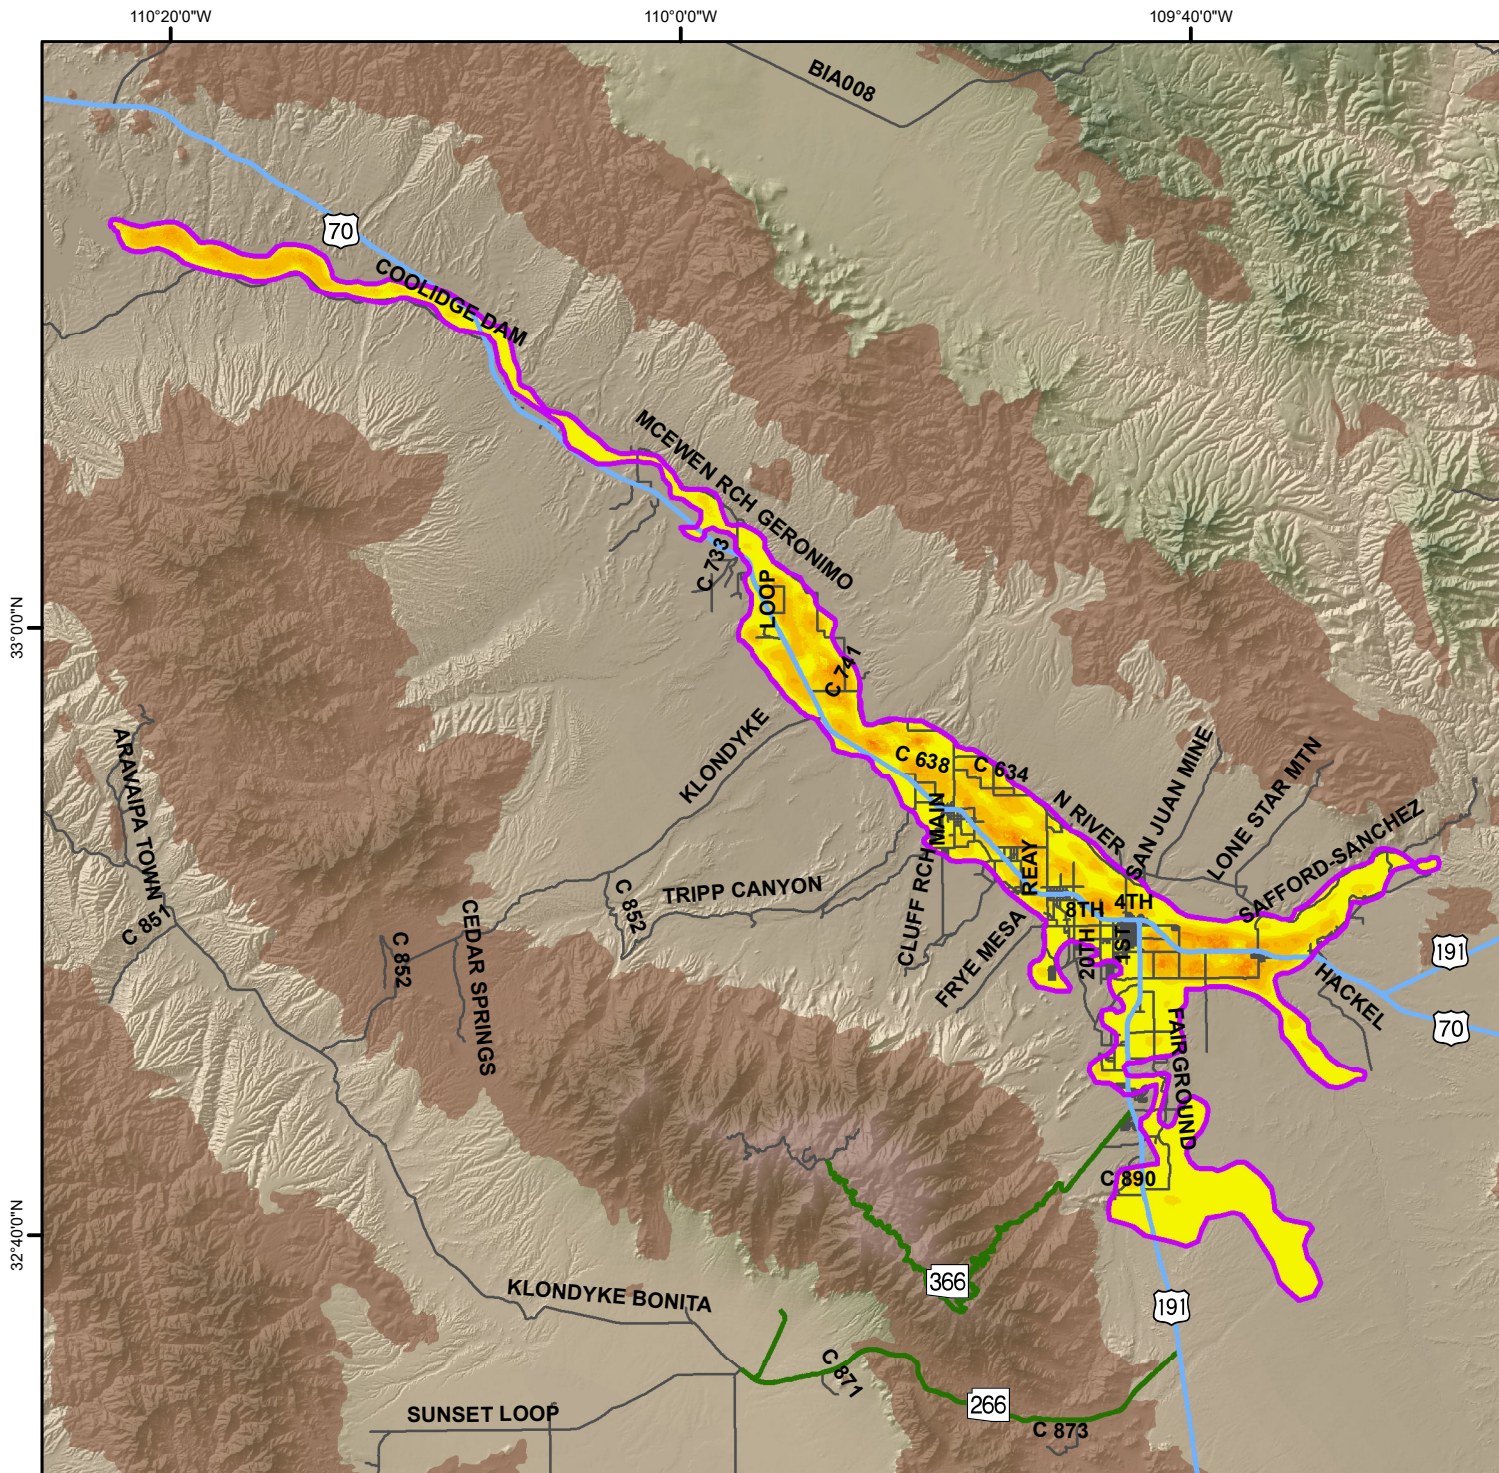 110°20'0"W
110°0'0"W
109°40'0"W
BIA008
70
COOLIDGE DAM
MCEWEN RCH GERONIMO
C 733
LOOP
33°0'0"N
C 741
KLONDYKE
C 638
C 634
MAIN
N RIVER
SAN JUAN MINE
LONE STAR MTN
SAFFORD-SANCHEZ
ARAVAIPA TOWN
C 851
C 852
TRIPP CANYON
CLUFF RCH
REAY
8TH
4TH
1ST
20TH
FRYE MESA
C 852
CEDAR SPRINGS
191
HACKEL
70
FAIRGROUND
C 890
32°40'0"N
KLONDYKE BONITA
366
191
C 871
266
SUNSET LOOP
C 873